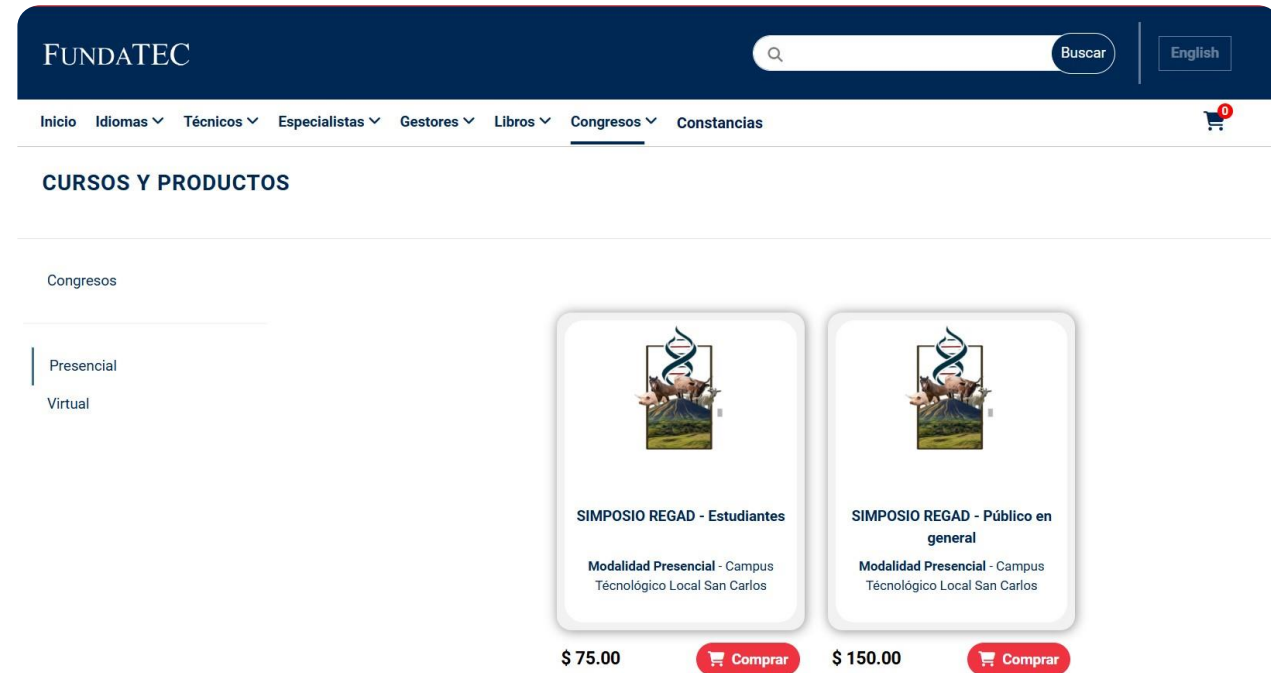 FUNDATEC
Buscar
English
Inicio Idiomas Técnicos Especialistas Gestores Libros Congresos Constancias
0
CURSOS Y PRODUCTOS
Congresos
Presencial
Virtual
SIMPOSIO REGAD - Estudiantes
Modalidad Presencial - Campus
Técnológico Local San Carlos
$ 75.00
Comprar
SIMPOSIO REGAD - Público en
general
Modalidad Presencial - Campus
Técnológico Local San Carlos
$ 150.00
Comprar